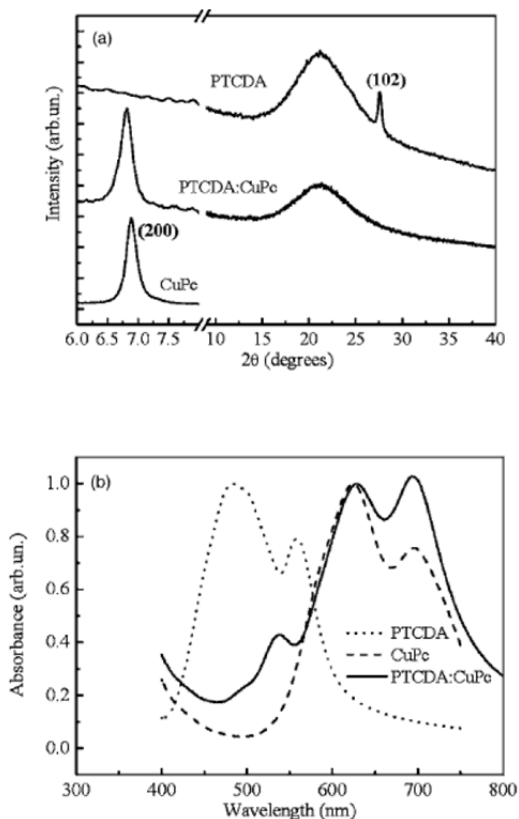 (a)
PTCDA
(102)
PTCDA:CuPc
(200)
CuPc
Intensity (arb.un.)
6.0 6.5 7.0 7.5 10 15 20 25 30 35 40
2θ (degrees)
(b)
1.0
0.8
0.6
0.4
0.2
0.0
Absorbance (arb.un.)
PTCDA
CuPc
PTCDA:CuPc
300 400 500 600 700 800
Wavelength (nm)